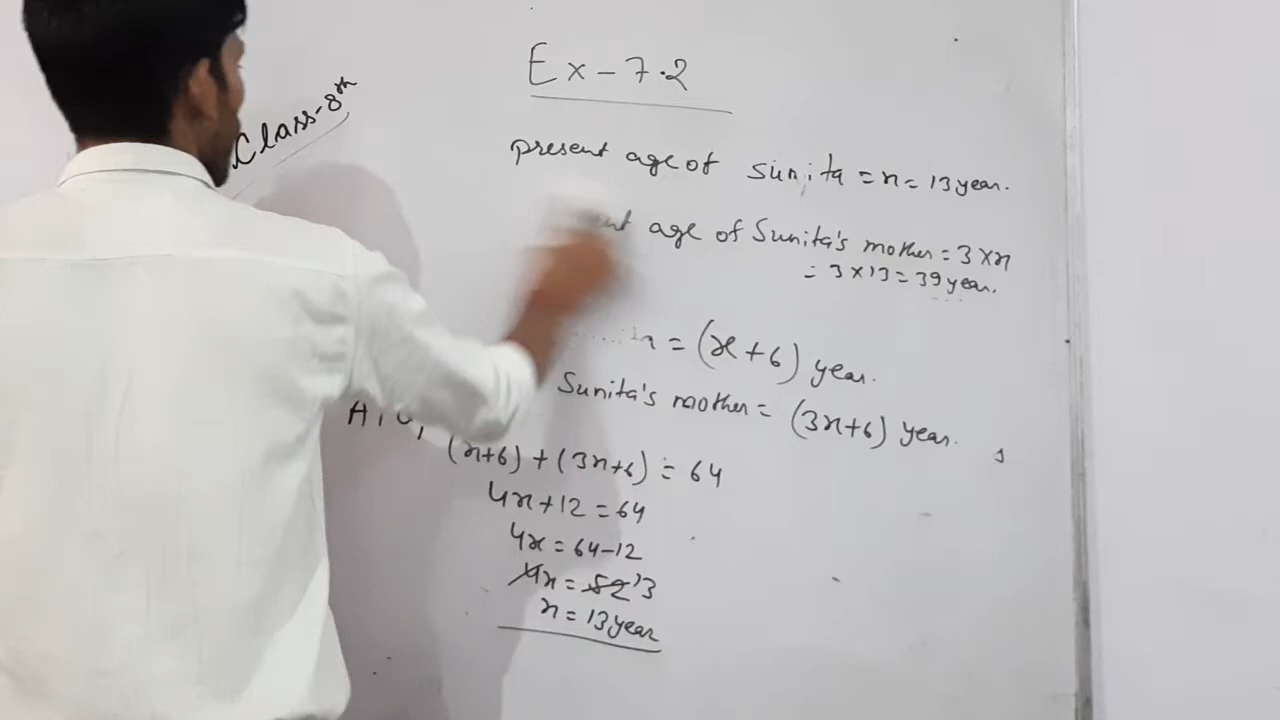 Class-8th
Ex-7.2
present age of Sunita = x = 13 year.
age of Sunita's mother = 3 × x
= 3 × 13 = 39 year.
= (x+6) year.
Sunita's mother = (3x+6) year.
(x+6) + (3x+6) = 64
4x+12 = 64
4x = 64-12
4x = 52 13
x = 13 year